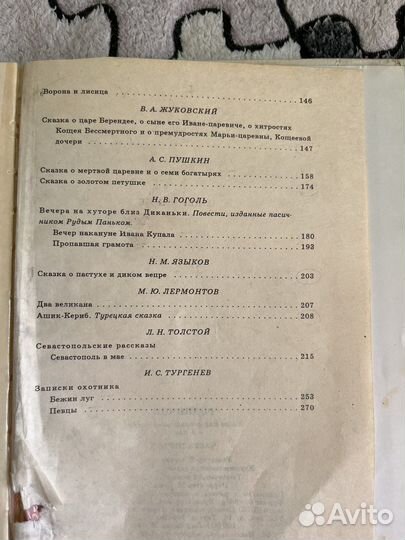 Ворона и лисица . . . . . . . . . . . . . . . . . . . . . . . . . . . 146
В. А. ЖУКОВСКИЙ
Сказка о царе Берендее, о сыне его Иване-царевиче, о хитростях
Кощея Бессмертного и о премудростях Марьи-царевны, Кощеевой
дочери . . . . . . . . . . . . . . . . . . . . . . . . . . . 147
А. С. ПУШКИН
Сказка о мертвой царевне и о семи богатырях . . . . . . . . . . 158
Сказка о золотом петушке . . . . . . . . . . . . . . . . . . 174
Н. В. ГОГОЛЬ
Вечера на хуторе близ Диканьки. Повести, изданные пасич-
ником Рудым Паньком.
Вечер накануне Ивана Купала . . . . . . . . . . . . . . . 180
Пропавшая грамота . . . . . . . . . . . . . . . . . . . . 193
Н. М. ЯЗЫКОВ
Сказка о пастухе и диком вепре . . . . . . . . . . . . . . . 203
М. Ю. ЛЕРМОНТОВ
Два великана . . . . . . . . . . . . . . . . . . . . . . . . 207
Ашик-Кериб. Турецкая сказка . . . . . . . . . . . . . . . . 208
Л. Н. ТОЛСТОЙ
Севастопольские рассказы
Севастополь в мае . . . . . . . . . . . . . . . . . . . . 215
И. С. ТУРГЕНЕВ
Записки охотника
Бежин луг . . . . . . . . . . . . . . . . . . . . . . . . 253
Певцы . . . . . . . . . . . . . . . . . . . . . . . . . . 270
Avito